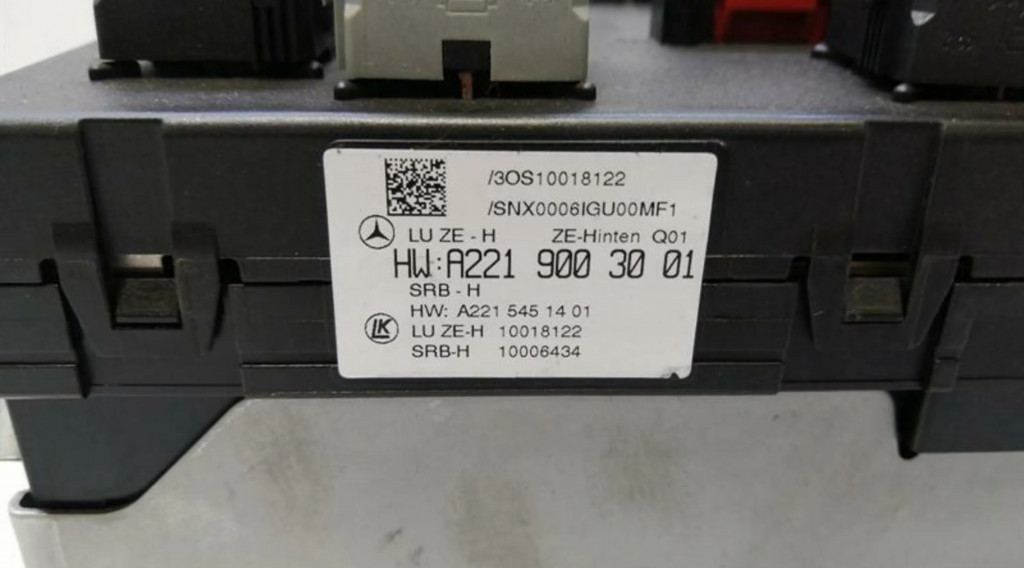 /3OS10018122
/SNX0006IGU00MF1
LU ZE - H ZE-Hinten Q01
HW:A221 900 30 01
SRB - H
HW: A221 545 14 01
LK LU ZE-H 10018122
SRB-H 10006434